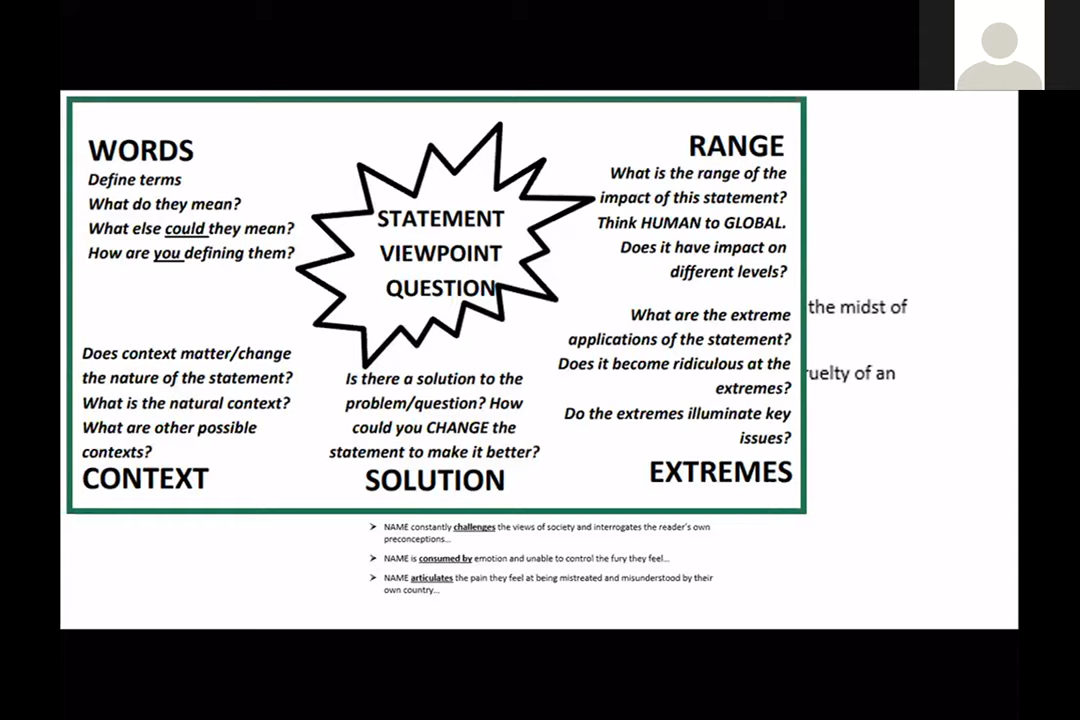 WORDS
Define terms
What do they mean?
What else could they mean?
How are you defining them?
STATEMENT
VIEWPOINT
QUESTION
RANGE
What is the range of the
impact of this statement?
Think HUMAN to GLOBAL.
Does it have impact on
different levels?
Does context matter/change
the nature of the statement?
What is the natural context?
What are other possible
contexts?
CONTEXT
Is there a solution to the
problem/question? How
could you CHANGE the
statement to make it better?
SOLUTION
What are the extreme
applications of the statement?
Does it become ridiculous at the
extremes?
Do the extremes illuminate key
issues?
EXTREMES
the midst of
ruelty of an
NAME constantly challenges the views of society and interrogates the reader's own
preconceptions...
NAME is consumed by emotion and unable to control the fury they feel...
NAME articulates the pain they feel at being mistreated and misunderstood by their
own country...